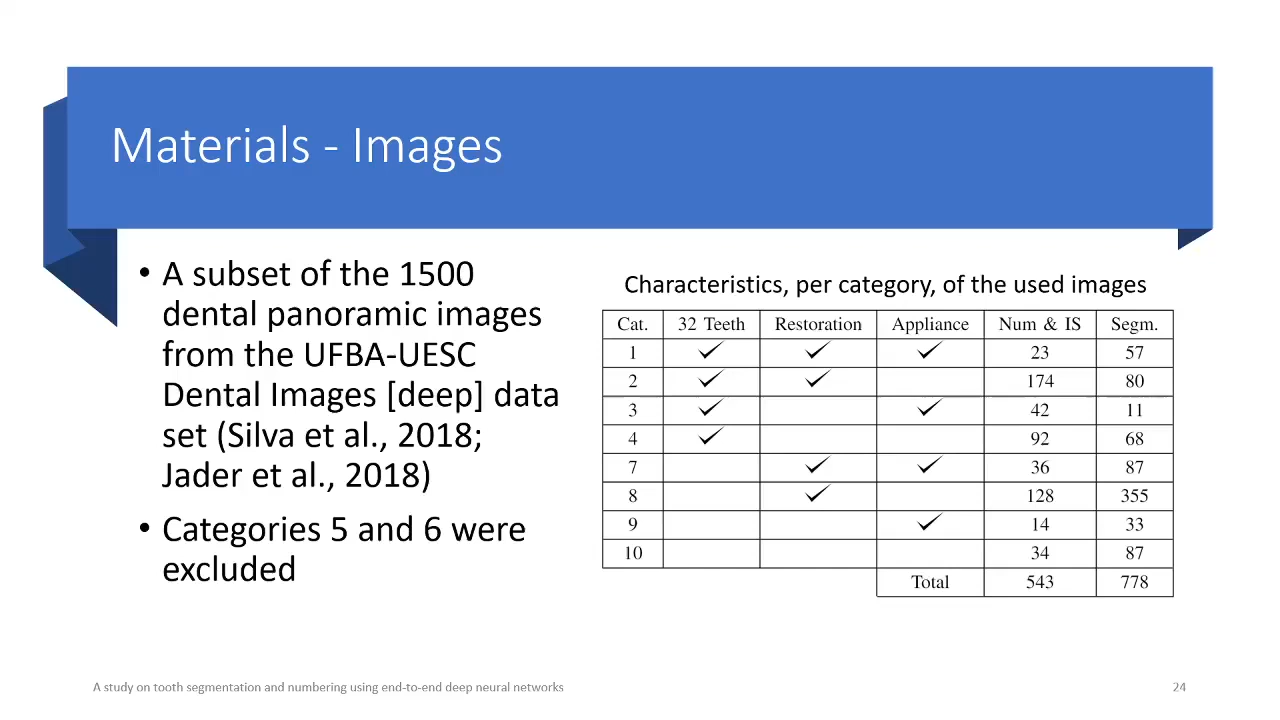 Materials - Images
• A subset of the 1500
dental panoramic images
from the UFBA-UESC
Dental Images [deep] data
set (Silva et al., 2018;
Jader et al., 2018)
• Categories 5 and 6 were
excluded
Characteristics, per category, of the used images
Cat. 32 Teeth Restoration Appliance Num & IS Segm.
1 ✓ ✓ ✓ 23 57
2 ✓ ✓ 174 80
3 ✓ ✓ 42 11
4 ✓ 92 68
7 ✓ ✓ 36 87
8 ✓ 128 355
9 ✓ 14 33
10 34 87
Total 543 778
A study on tooth segmentation and numbering using end-to-end deep neural networks
24